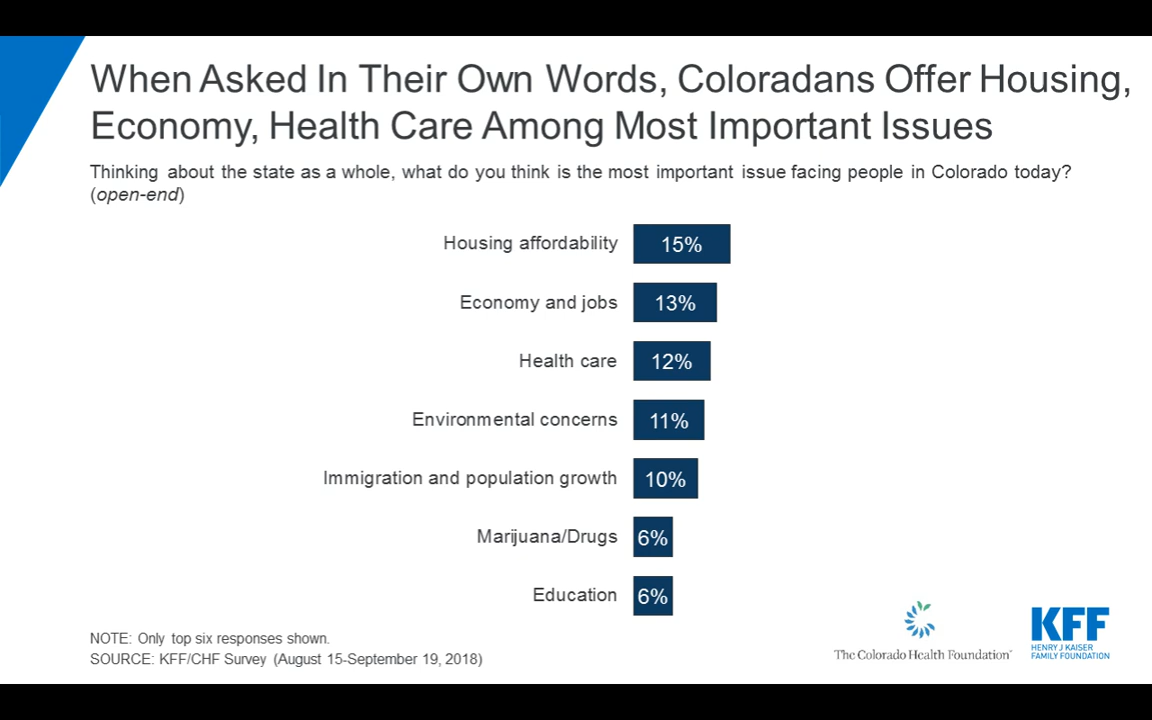 When Asked In Their Own Words, Coloradans Offer Housing,
Economy, Health Care Among Most Important Issues
Thinking about the state as a whole, what do you think is the most important issue facing people in Colorado today?
(open-end)
Housing affordability 15%
Economy and jobs 13%
Health care 12%
Environmental concerns 11%
Immigration and population growth 10%
Marijuana/Drugs 6%
Education 6%
NOTE: Only top six responses shown.
SOURCE: KFF/CHF Survey (August 15-September 19, 2018)
The Colorado Health Foundation™
KFF
HENRY J KAISER
FAMILY FOUNDATION